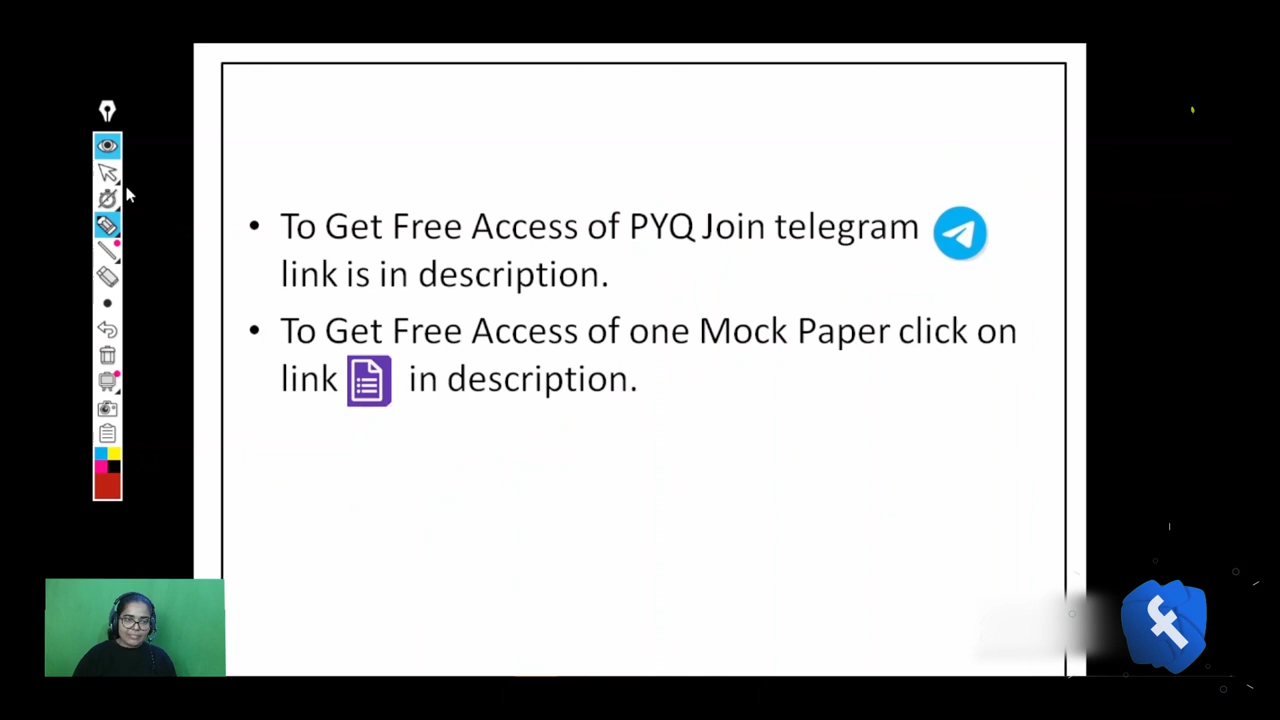 • To Get Free Access of PYQ Join telegram
link is in description.
• To Get Free Access of one Mock Paper click on
link in description.